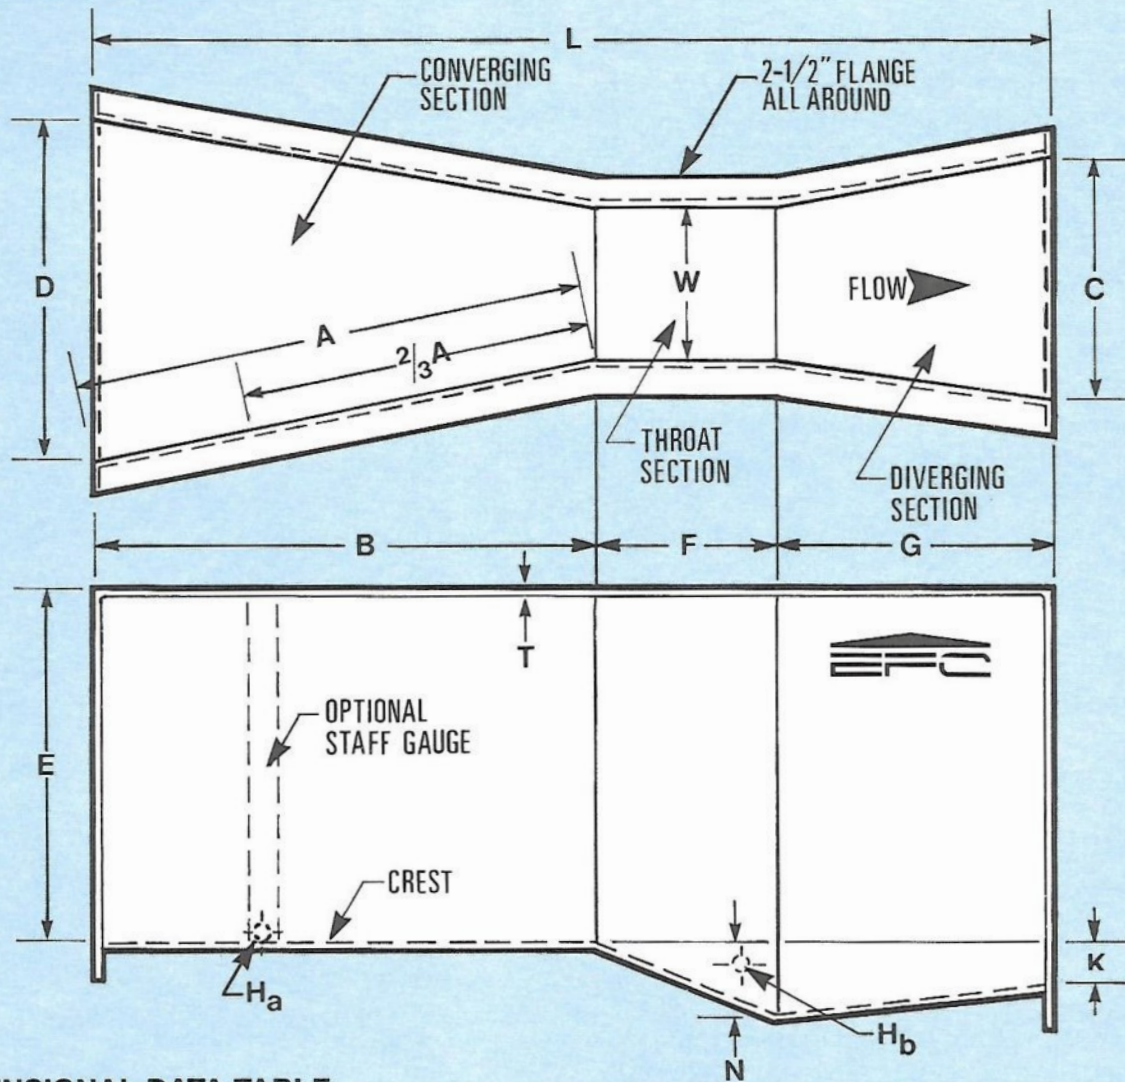 L
CONVERGING
SECTION
2-1/2" FLANGE
ALL AROUND
D
A
2/3A
W
FLOW
C
THROAT
SECTION
DIVERGING
SECTION
B
F
G
T
EFC
E
OPTIONAL
STAFF GAUGE
CREST
K
Ha
Hb
N
DIMENSIONAL DATA TABLE